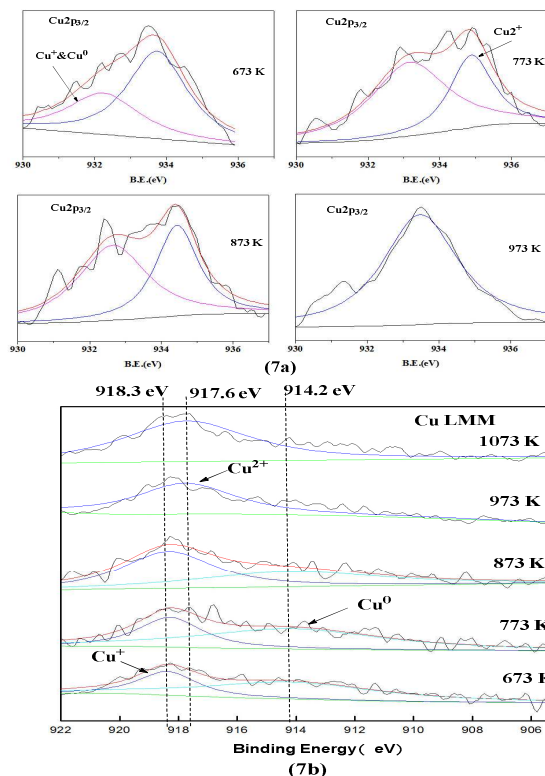 Cu2p3/2
Cu⁺&Cu⁰
673 K
930 932 934 936
B.E.(eV)
Cu2p3/2
Cu2⁺
773 K
930 932 934 936
B.E.(eV)
Cu2p3/2
873 K
930 932 934 936
B.E.(eV)
Cu2p3/2
973 K
930 932 934 936
B.E.(eV)
(7a)
918.3 eV 917.6 eV 914.2 eV
Cu LMM
1073 K
Cu²⁺
973 K
873 K
Cu⁰
773 K
Cu⁺
673 K
922 920 918 916 914 912 910 908 906
Binding Energy( eV)
(7b)